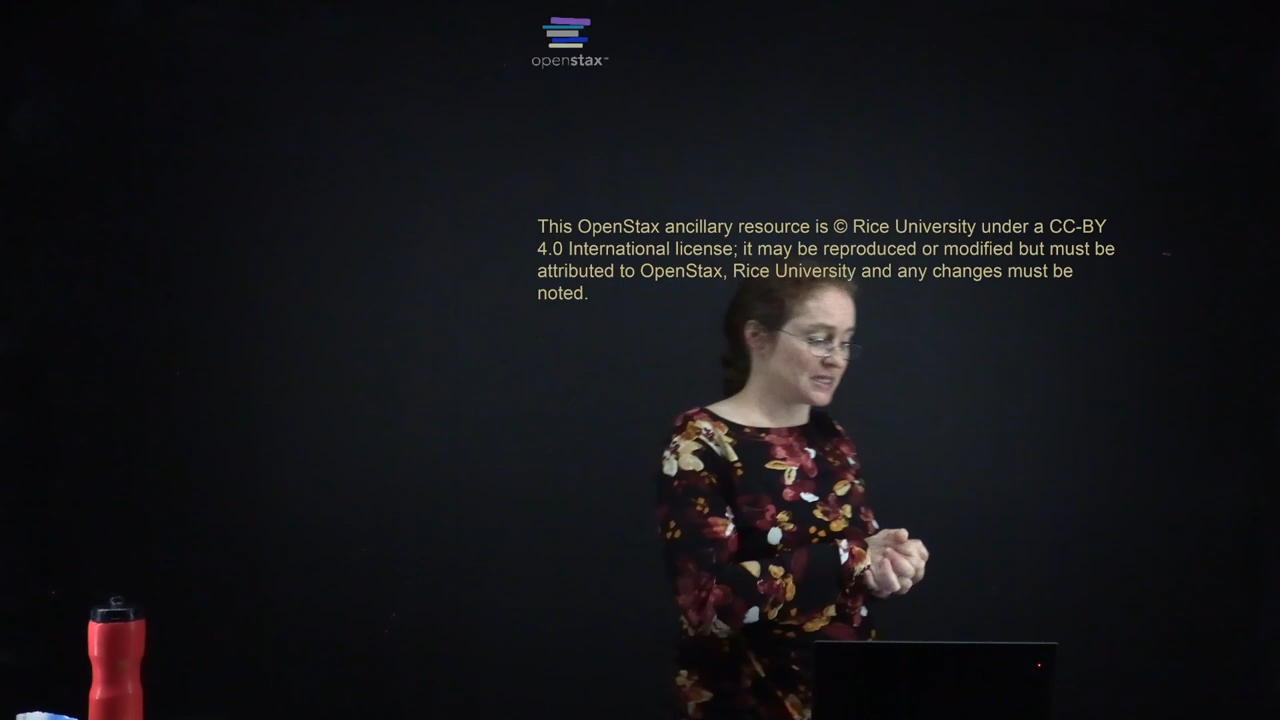 openstax™
This OpenStax ancillary resource is © Rice University under a CC-BY
4.0 International license; it may be reproduced or modified but must be
attributed to OpenStax, Rice University and any changes must be
noted.